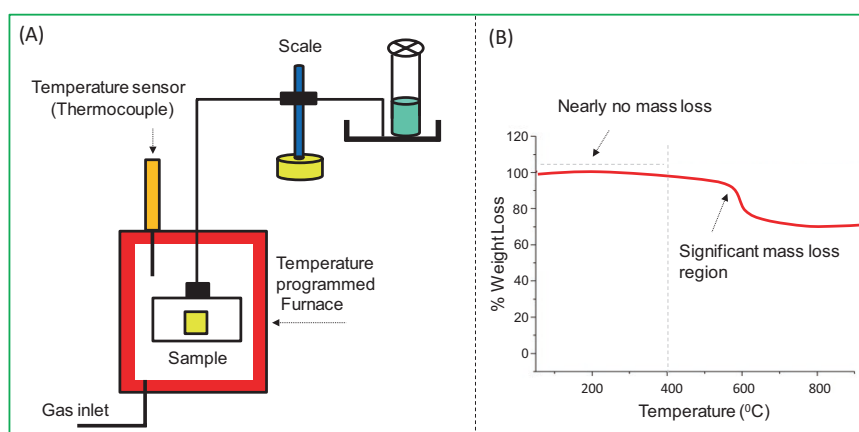 (A)
Scale
Temperature sensor
(Thermocouple)
Temperature
programmed
Furnace
Sample
Gas inlet
(B)
Nearly no mass loss
120
100
80
60
40
20
0
% Weight Loss
Significant mass loss
region
200
400
600
800
Temperature (⁰C)